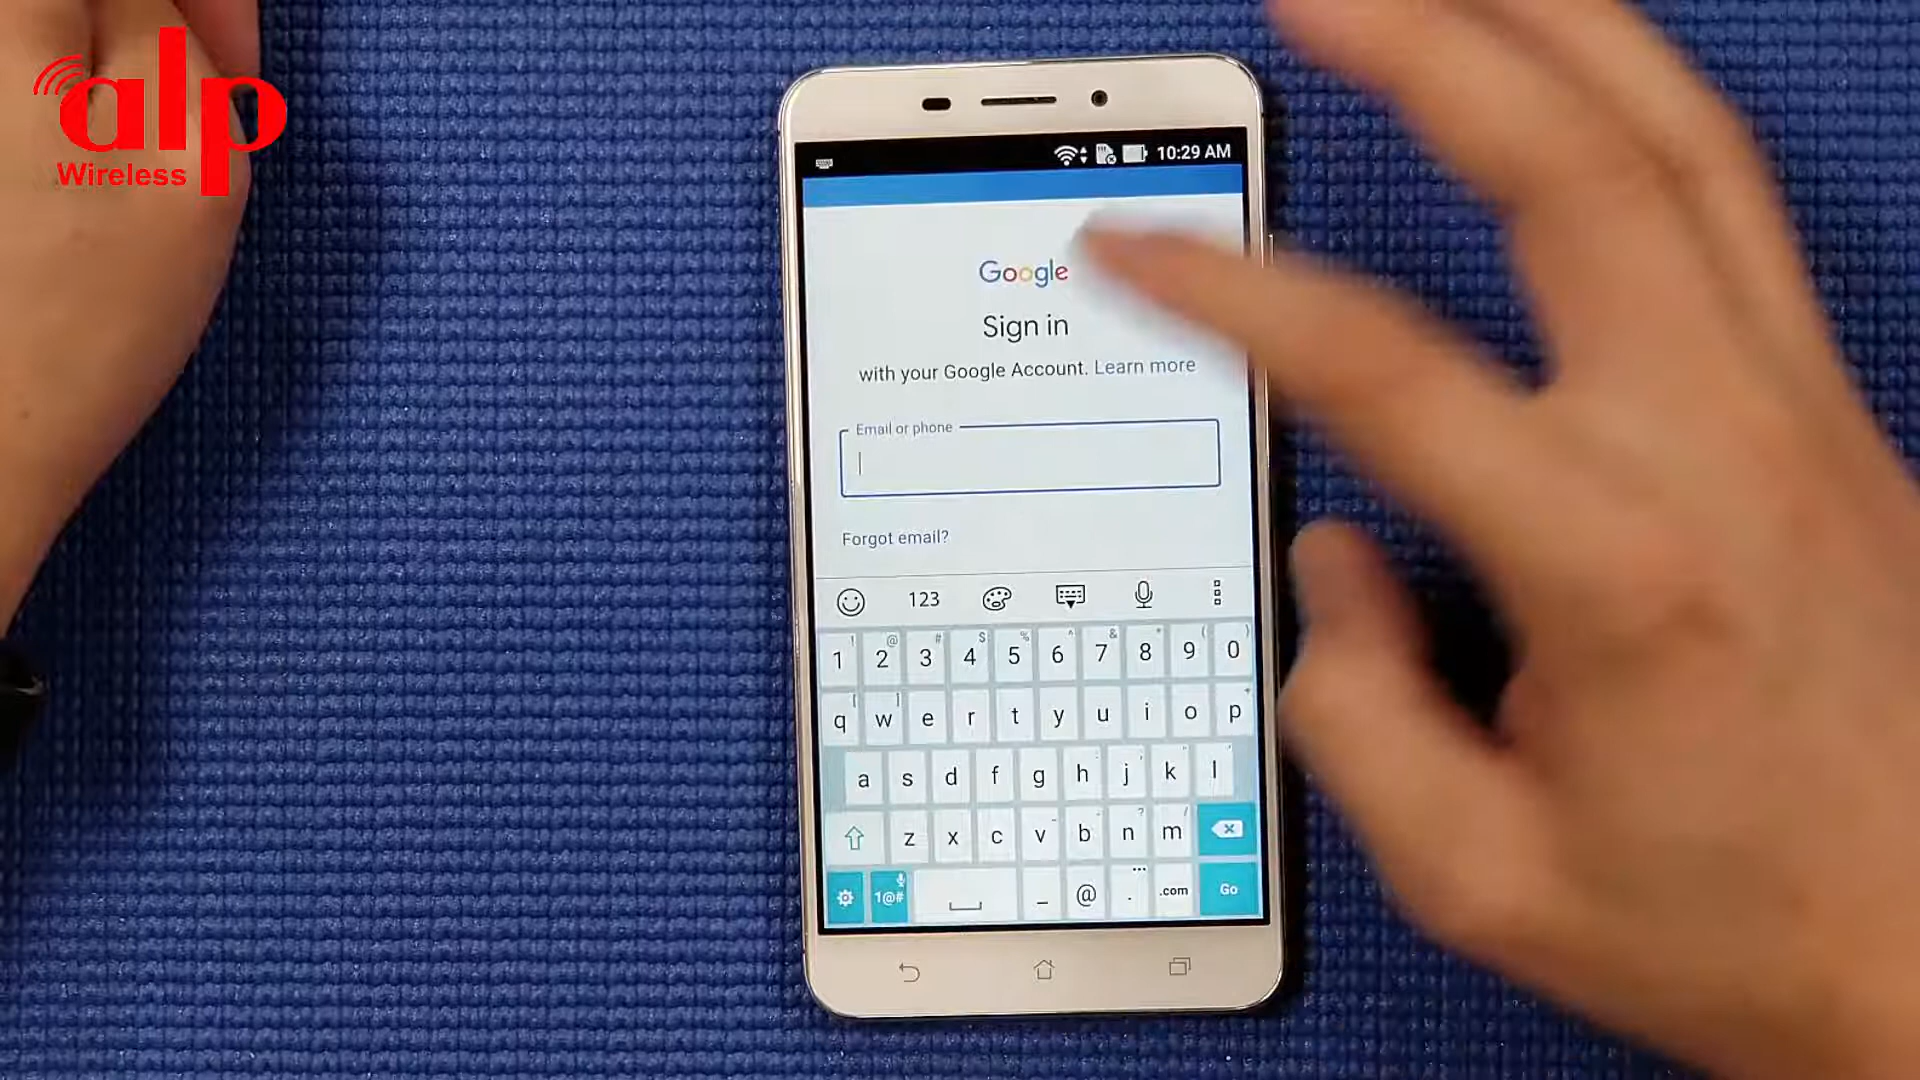 alp
Wireless
10:29 AM
Google
Sign in
with your Google Account. Learn more
Email or phone
Forgot email?
123
1 2 3 4 5 6 7 8 9 0
q w e r t y u i o p
a s d f g h j k l
z x c v b n m
1@# _ @ . .com Go